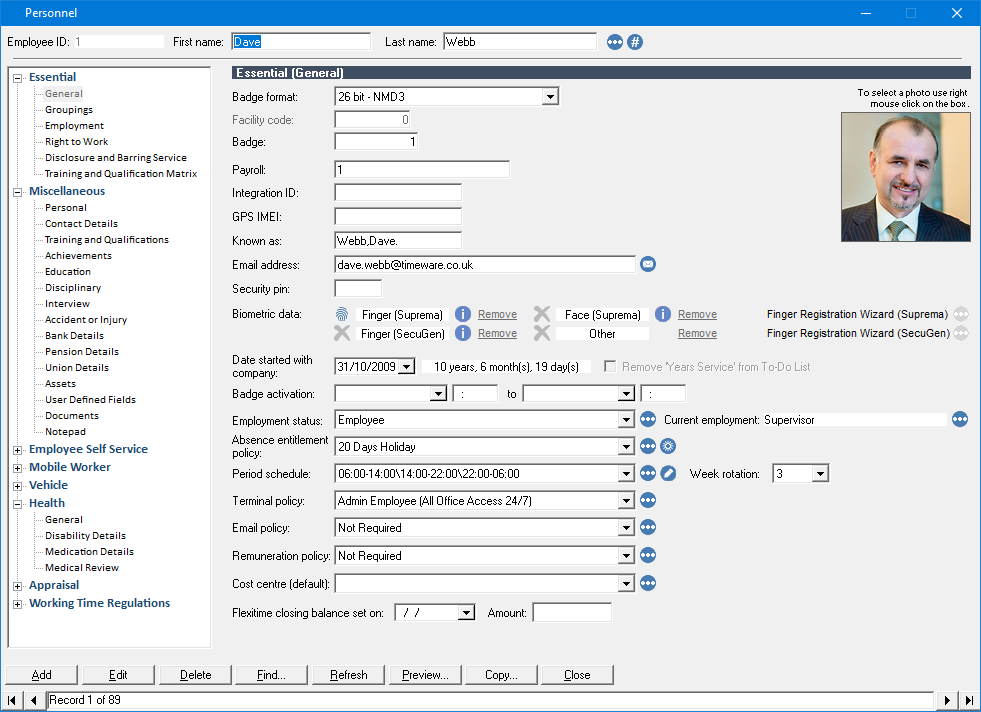 Personnel
Employee ID: 1 First name: Dave Last name: Webb #
Essential
General
Groupings
Employment
Right to Work
Disclosure and Barring Service
Training and Qualification Matrix
Miscellaneous
Personal
Contact Details
Training and Qualifications
Achievements
Education
Disciplinary
Interview
Accident or Injury
Bank Details
Pension Details
Union Details
Assets
User Defined Fields
Documents
Notepad
Employee Self Service
Mobile Worker
Vehicle
Health
General
Disability Details
Medication Details
Medical Review
Appraisal
Working Time Regulations
Essential (General)
Badge format: 26 bit - NMD3
Facility code: 0
Badge: 1
Payroll: 1
Integration ID:
GPS IMEI:
Known as: Webb,Dave.
Email address: dave.webb@timeware.co.uk
Security pin:
To select a photo use right
mouse click on the box.
Biometric data: Finger (Suprema) i Remove Face (Suprema) i Remove Finger Registration Wizard (Suprema)
Finger (SecuGen) i Remove Other Remove Finger Registration Wizard (SecuGen)
Date started with
company: 31/10/2009 10 years, 6 month(s), 19 day(s) Remove 'Years Service' from To-Do List
Badge activation: : to :
Employment status: Employee Current employment: Supervisor
Absence entitlement
policy: 20 Days Holiday
Period schedule: 06:00-14:00\14:00-22:00\22:00-06:00 Week rotation: 3
Terminal policy: Admin Employee (All Office Access 24/7)
Email policy: Not Required
Remuneration policy: Not Required
Cost centre (default):
Flexitime closing balance set on: / / Amount:
Add Edit Delete Find... Refresh Preview... Copy... Close
Record 1 of 89